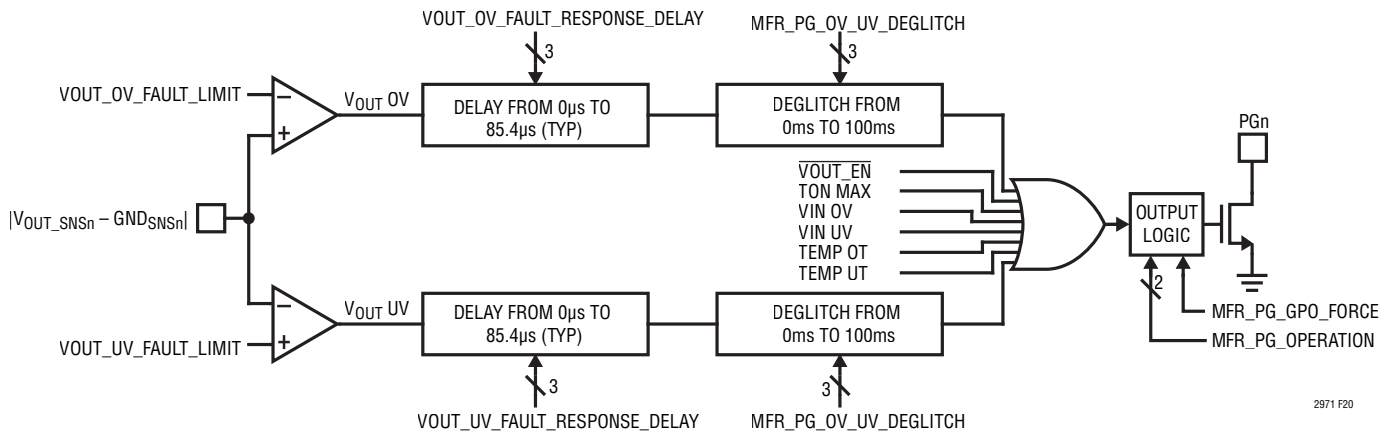 VOUT_OV_FAULT_RESPONSE_DELAY
MFR_PG_OV_UV_DEGLITCH
3
3
VOUT_OV_FAULT_LIMIT
−
+
VOUT OV
DELAY FROM 0µs TO
85.4µs (TYP)
DEGLITCH FROM
0ms TO 100ms
PGn
|VOUT_SNSn – GNDSNSn|
VOUT_EN
TON MAX
VIN OV
VIN UV
TEMP OT
TEMP UT
OUTPUT
LOGIC
2
−
+
VOUT UV
DELAY FROM 0µs TO
85.4µs (TYP)
DEGLITCH FROM
0ms TO 100ms
MFR_PG_GPO_FORCE
MFR_PG_OPERATION
VOUT_UV_FAULT_LIMIT
3
3
VOUT_UV_FAULT_RESPONSE_DELAY
MFR_PG_OV_UV_DEGLITCH
2971 F20